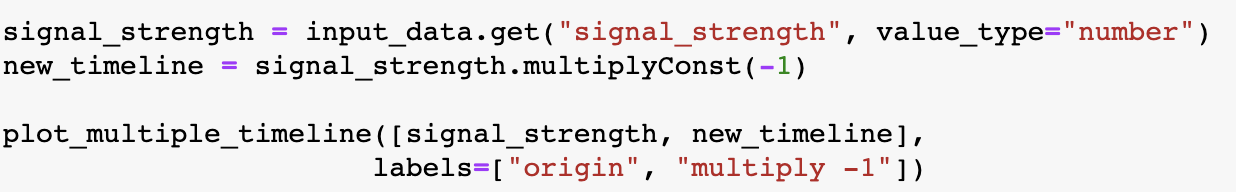 signal_strength = input_data.get("signal_strength", value_type="number")
new_timeline = signal_strength.multiplyConst(-1)
plot_multiple_timeline([signal_strength, new_timeline],
labels=["origin", "multiply -1"])